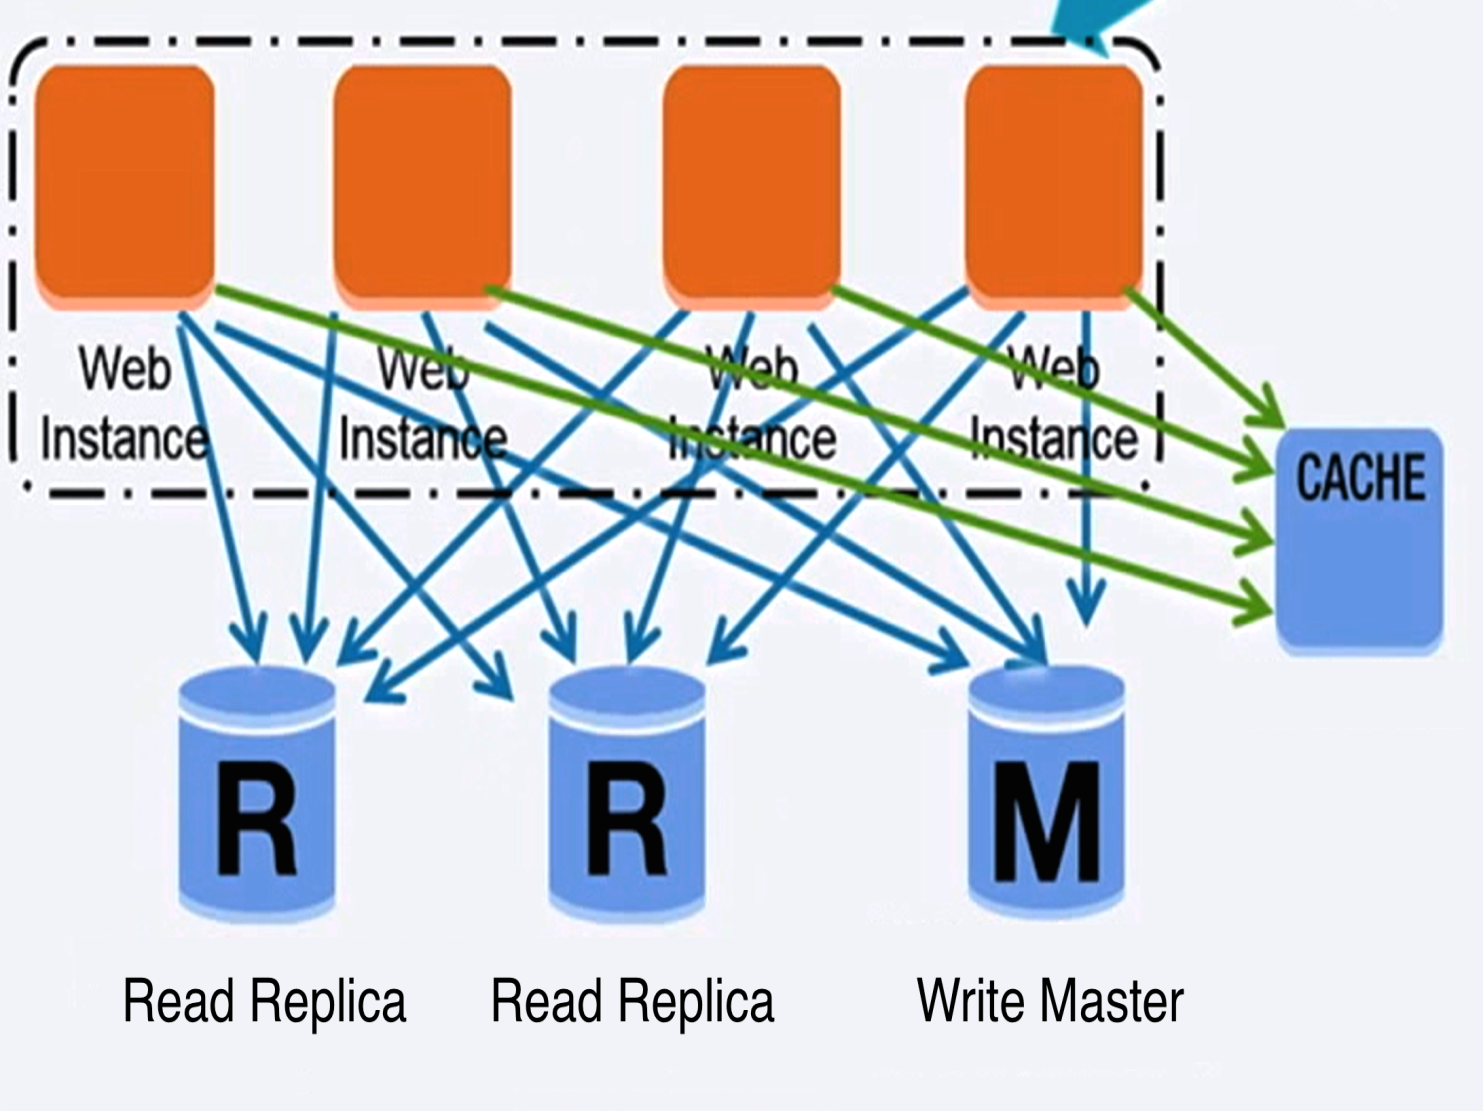 Web
Instance
Web
Instance
Web
Instance
Web
Instance
CACHE
R
R
M
Read Replica
Read Replica
Write Master